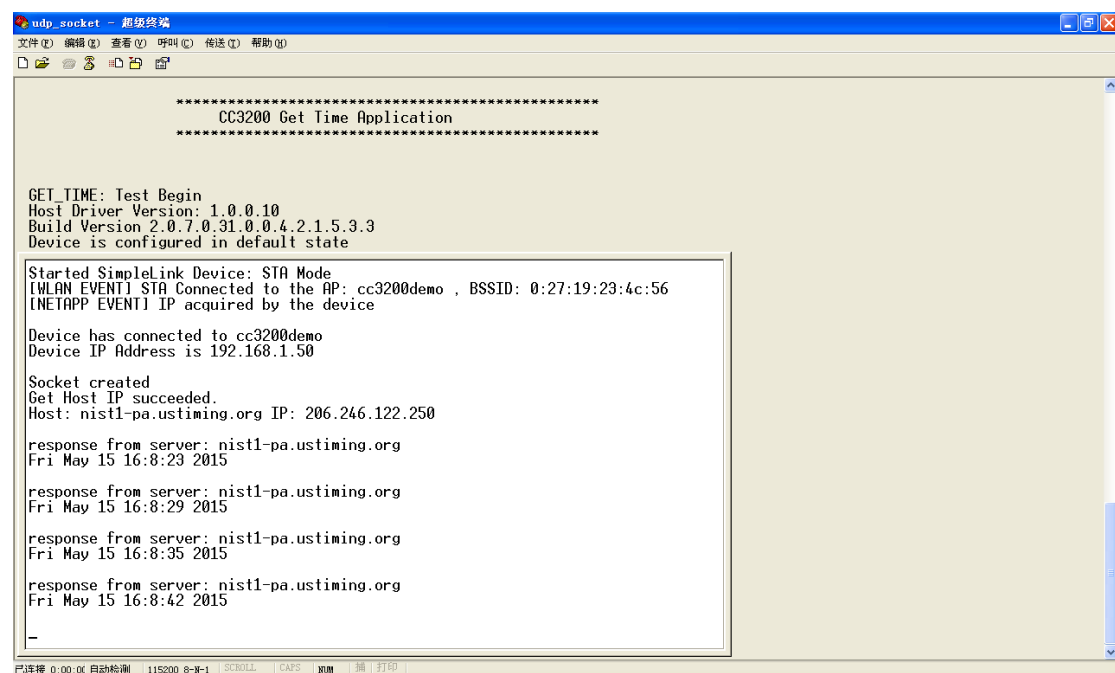 udp_socket - 超级终端
文件(F) 编辑(E) 查看(V) 呼叫(C) 传送(T) 帮助(H)
*************************************************
CC3200 Get Time Application
*************************************************
GET_TIME: Test Begin
Host Driver Version: 1.0.0.10
Build Version 2.0.7.0.31.0.0.4.2.1.5.3.3
Device is configured in default state
Started SimpleLink Device: STA Mode
[WLAN EVENT] STA Connected to the AP: cc3200demo , BSSID: 0:27:19:23:4c:56
[NETAPP EVENT] IP acquired by the device
Device has connected to cc3200demo
Device IP Address is 192.168.1.50
Socket created
Get Host IP succeeded.
Host: nist1-pa.ustiming.org IP: 206.246.122.250
response from server: nist1-pa.ustiming.org
Fri May 15 16:8:23 2015
response from server: nist1-pa.ustiming.org
Fri May 15 16:8:29 2015
response from server: nist1-pa.ustiming.org
Fri May 15 16:8:35 2015
response from server: nist1-pa.ustiming.org
Fri May 15 16:8:42 2015
_
已连接 0:00:0( 自动检测 115200 8-N-1 SCROLL CAPS NUM 捕 打印